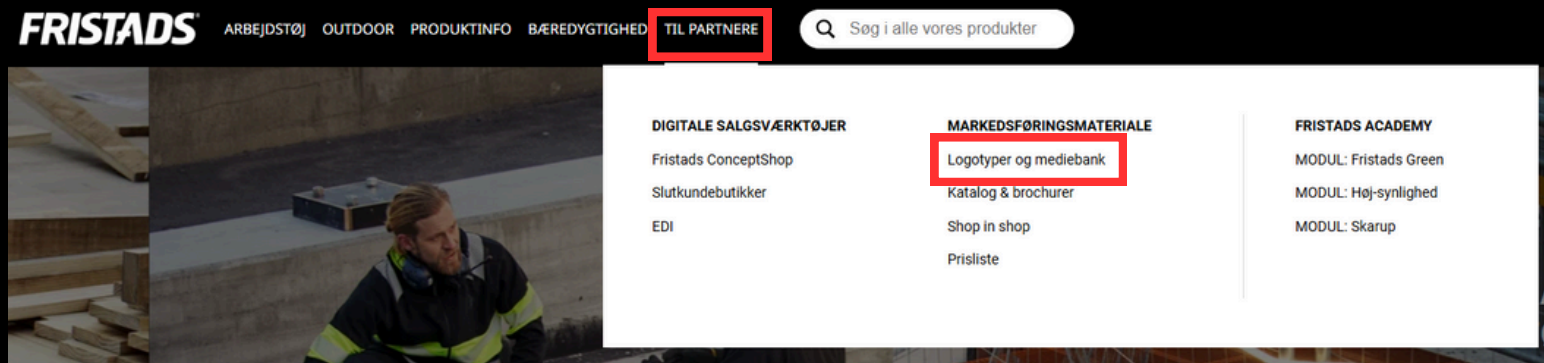 FRISTADS
ARBEJDSTØJ OUTDOOR PRODUKTINFO BÆREDYGTIGHED TIL PARTNERE
Søg i alle vores produkter
DIGITALE SALGSVÆRKTØJER
Fristads ConceptShop
Slutkundebutikker
EDI
MARKEDSFØRINGSMATERIALE
Logotyper og mediebank
Katalog & brochurer
Shop in shop
Prisliste
FRISTADS ACADEMY
MODUL: Fristads Green
MODUL: Høj-synlighed
MODUL: Skarup